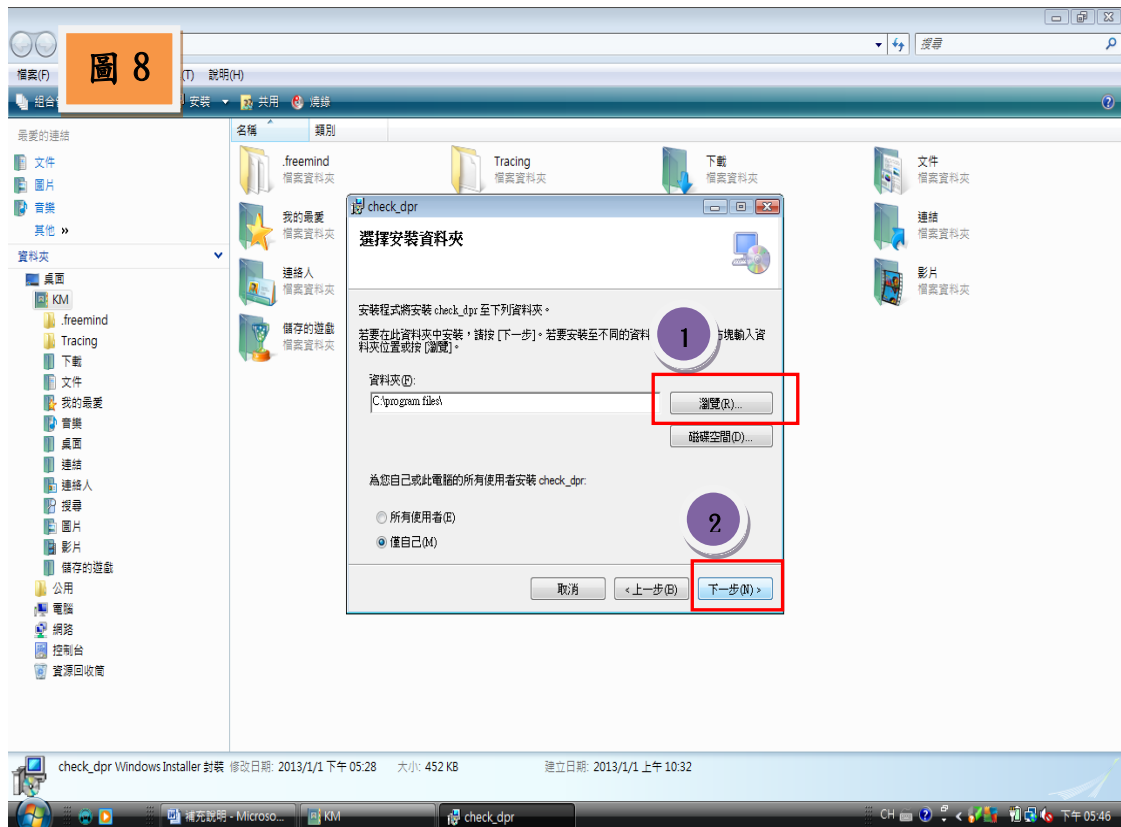 圖 8
搜尋
檔案(F)
(T) 說明(H)
組合
安裝
共用
燒錄
最愛的連結
文件
圖片
音樂
其他 »
資料夾
桌面
KM
.freemind
Tracing
下載
文件
我的最愛
音樂
桌面
連結
連絡人
搜尋
圖片
影片
儲存的遊戲
公用
電腦
網路
控制台
資源回收筒
名稱 類別
.freemind
檔案資料夾
Tracing
檔案資料夾
下載
檔案資料夾
文件
檔案資料夾
我的最愛
檔案資料夾
連結
檔案資料夾
連絡人
檔案資料夾
影片
檔案資料夾
儲存的遊戲
檔案資料夾
check_dpr
選擇安裝資料夾
安裝程式將安裝 check_dpr 至下列資料夾。
若要在此資料夾中安裝，請按 [下一步]。若要安裝至不同的資料 塊輸入資
料夾位置或按 [瀏覽]。
1
資料夾(F):
C:\program files\
瀏覽(R)...
磁碟空間(D)...
為您自己或此電腦的所有使用者安裝 check_dpr:
所有使用者(E)
僅自己(M)
2
取消
< 上一步(B)
下一步(N) >
check_dpr Windows Installer 封裝 修改日期: 2013/1/1 下午 05:28 大小: 452 KB 建立日期: 2013/1/1 上午 10:32
補充說明 - Microso...
KM
check_dpr
CH
下午 05:46